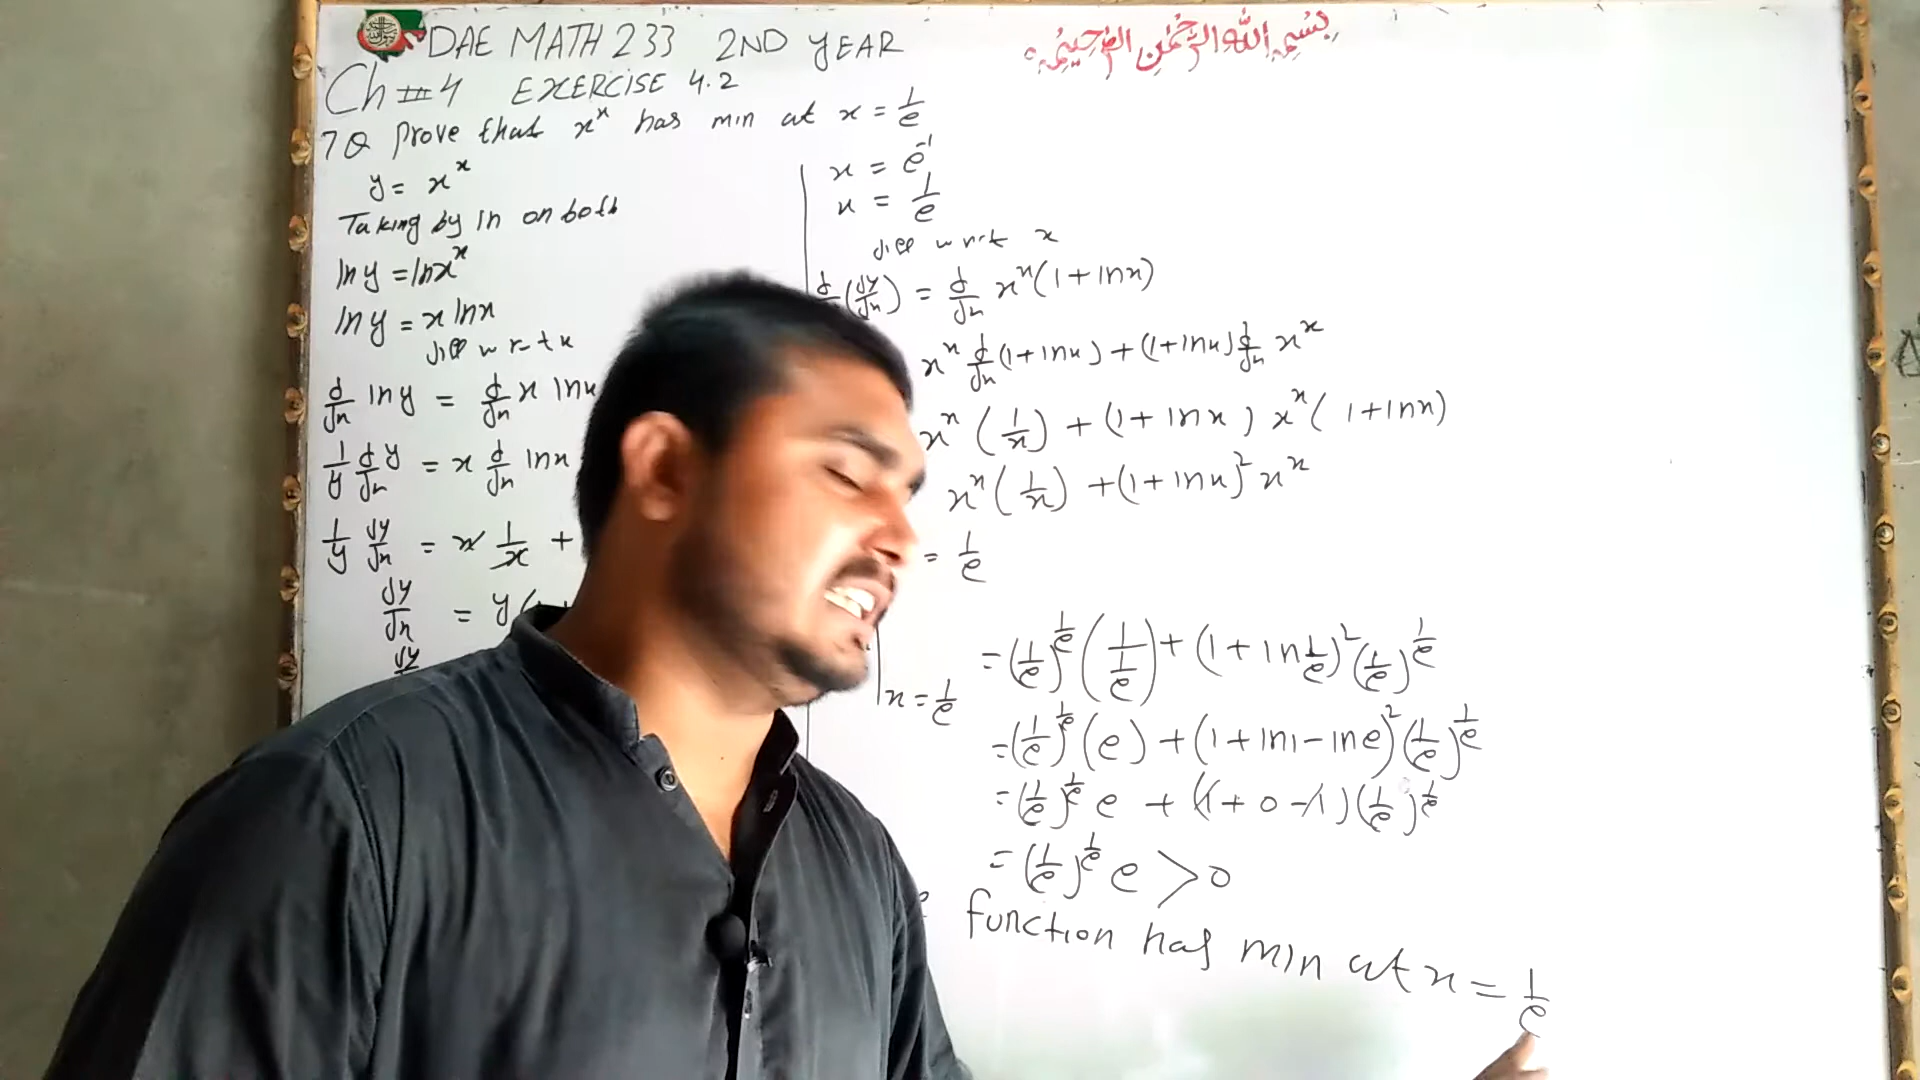 DAE MATH 233 2ND YEAR
بِسْمِ اللهِ الرَّحْمٰنِ الرَّحِيْمِ
Ch # 4 EXERCISE 4.2
7Q Prove that x^x has min at x = 1/e
y = x^x
Taking by ln on both
ln y = ln x^x
ln y = x ln x
diff w r t x
d/dx ln y = d/dx x ln x
1/y d/dx y = x d/dx ln x
1/y dy/dx = x 1/x +
dy/dx = y(
dy
x = e^-1
x = 1/e
diff w r t x
d/dx (dy/dx) = d/dx x^x (1 + ln x)
x^x d/dx (1 + ln x) + (1 + ln x) d/dx x^x
x^x (1/x) + (1 + ln x) x^x (1 + ln x)
x^x (1/x) + (1 + ln x)^2 x^x
= 1/e
| x = 1/e
= (1/e)^1/e (1/(1/e)) + (1 + ln 1/e)^2 (1/e)^1/e
= (1/e)^1/e (e) + (1 + ln 1 - ln e)^2 (1/e)^1/e
= (1/e)^1/e e + (1 + 0 - 1) (1/e)^1/e
= (1/e)^1/e e > 0
function has min at x = 1/e